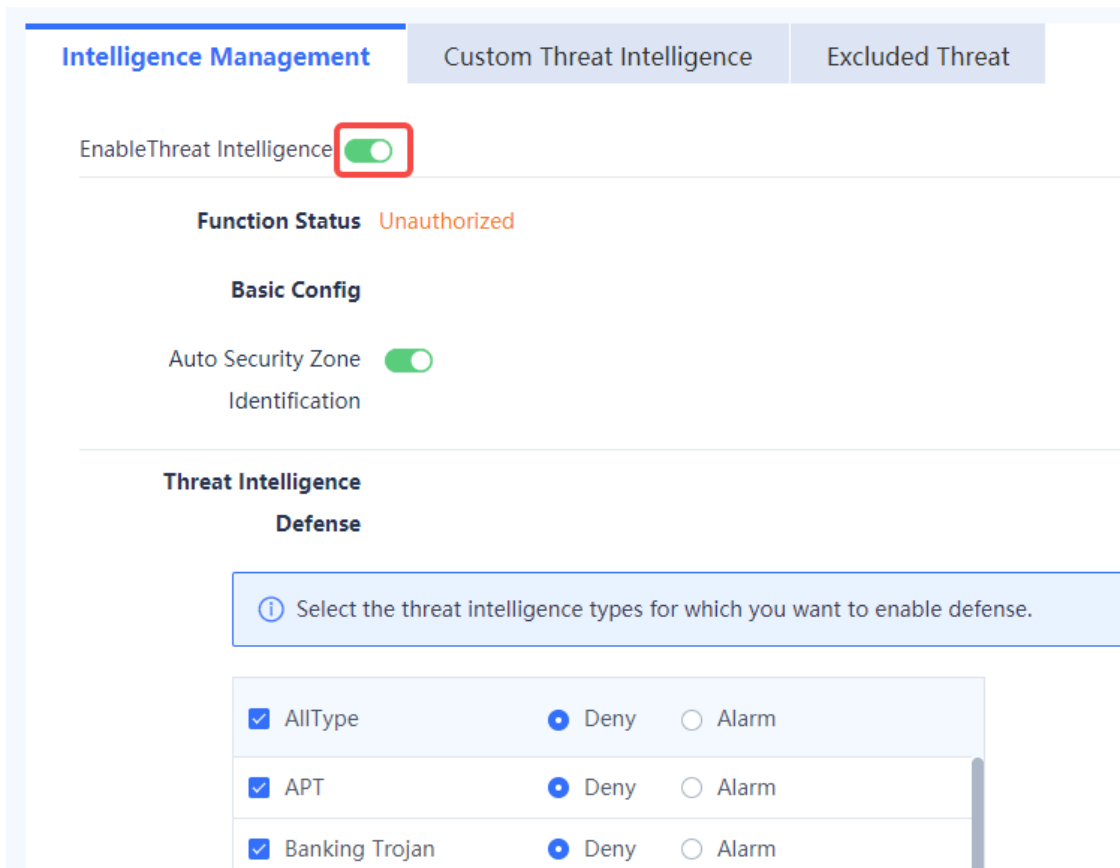 Intelligence Management Custom Threat Intelligence Excluded Threat
EnableThreat Intelligence
Function Status Unauthorized
Basic Config
Auto Security Zone
Identification
Threat Intelligence
Defense
Select the threat intelligence types for which you want to enable defense.
AllType Deny Alarm
APT Deny Alarm
Banking Trojan Deny Alarm